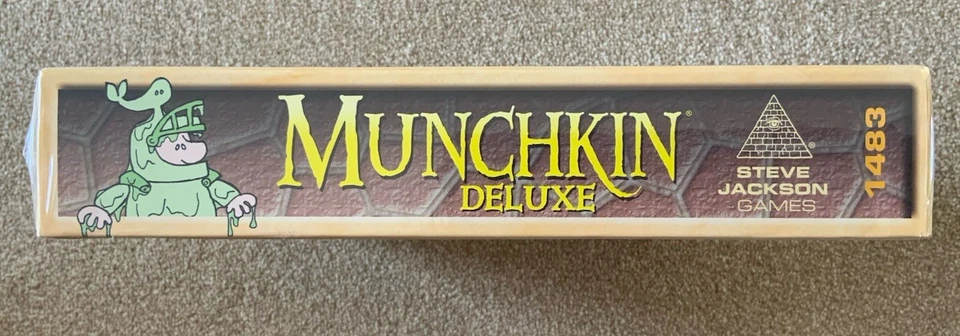 MUNCHKIN®
DELUXE
®
STEVE
JACKSON
GAMES
1483